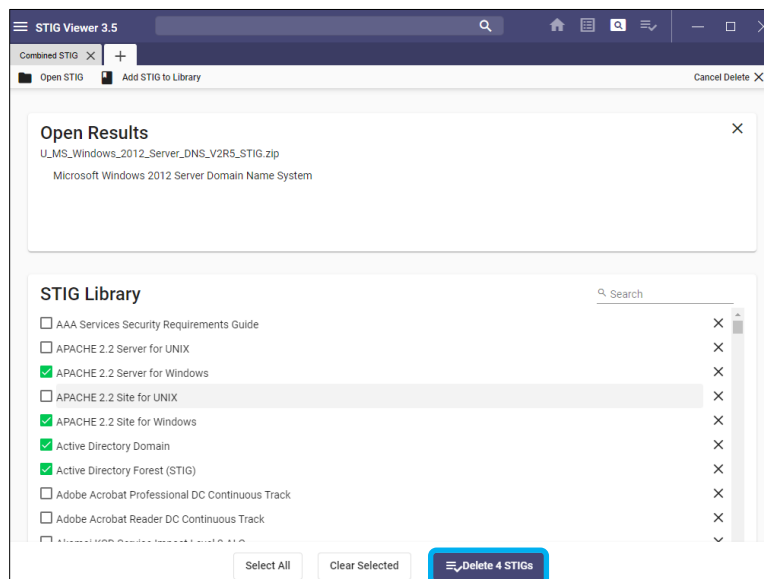 STIG Viewer 3.5
Combined STIG
Open STIG Add STIG to Library Cancel Delete
Open Results
U_MS_Windows_2012_Server_DNS_V2R5_STIG.zip
Microsoft Windows 2012 Server Domain Name System
STIG Library Search
AAA Services Security Requirements Guide
APACHE 2.2 Server for UNIX
APACHE 2.2 Server for Windows
APACHE 2.2 Site for UNIX
APACHE 2.2 Site for Windows
Active Directory Domain
Active Directory Forest (STIG)
Adobe Acrobat Professional DC Continuous Track
Adobe Acrobat Reader DC Continuous Track
Select All Clear Selected Delete 4 STIGs